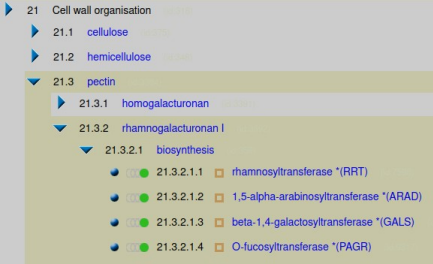 21 Cell wall organisation
21.1 cellulose
21.2 hemicellulose
21.3 pectin
21.3.1 homogalacturonan
21.3.2 rhamnogalacturonan I
21.3.2.1 biosynthesis
21.3.2.1.1 rhamnosyltransferase *(RRT)
21.3.2.1.2 1,5-alpha-arabinosyltransferase *(ARAD)
21.3.2.1.3 beta-1,4-galactosyltransferase *(GALS)
21.3.2.1.4 O-fucosyltransferase *(PAGR)